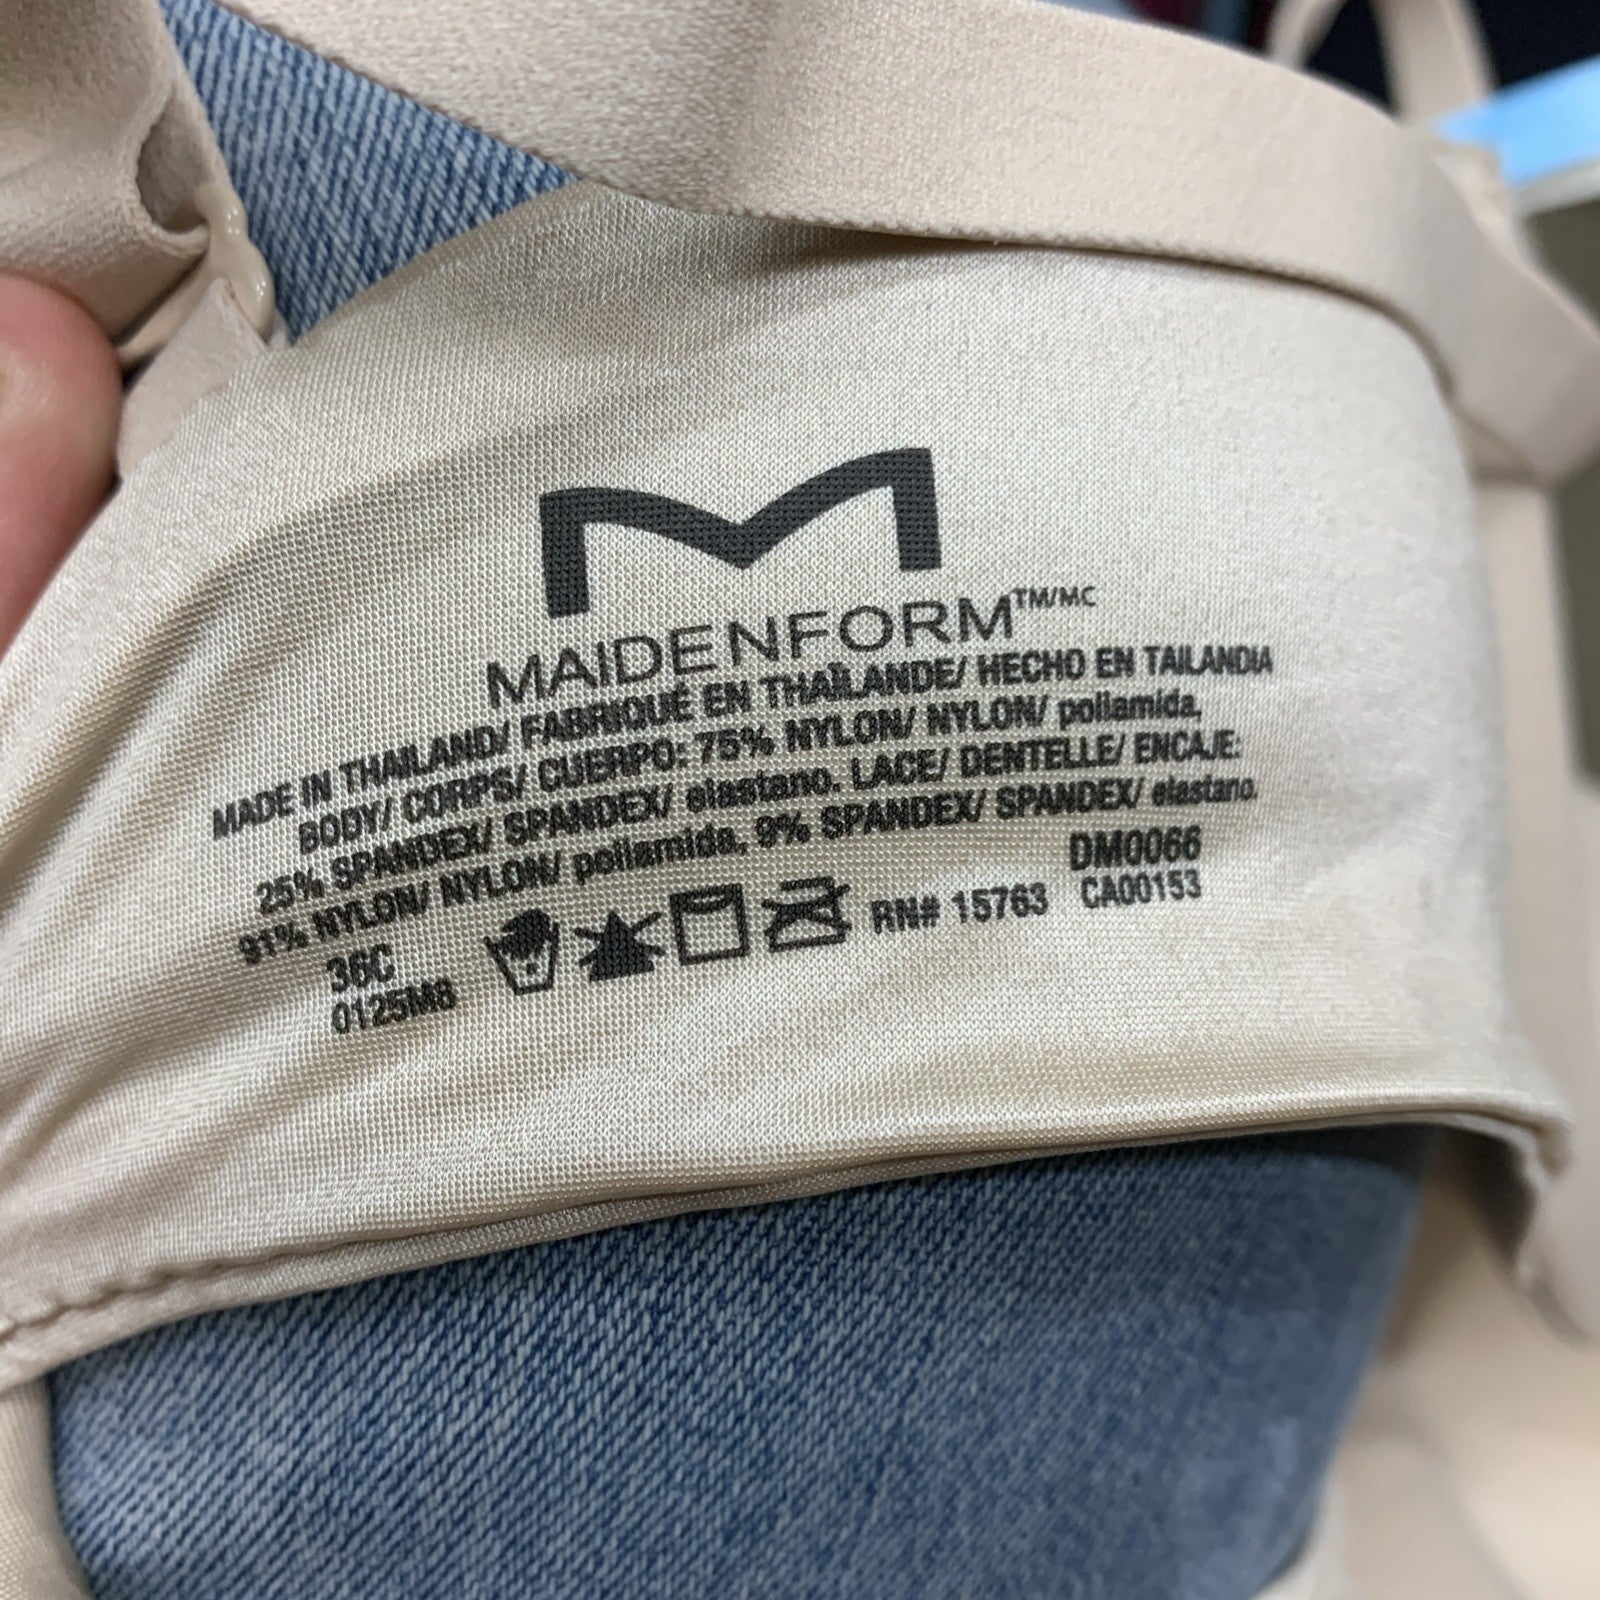 MAIDENFORM™/MC
MADE IN THAILAND/ FABRIQUÉ EN THAÏLANDE/ HECHO EN TAILANDIA
BODY/ CORPS/ CUERPO: 75% NYLON/ NYLON/ poliamida,
25% SPANDEX/ SPANDEX/ elastano. LACE/ DENTELLE/ ENCAJE:
91% NYLON/ NYLON/ poliamida, 9% SPANDEX/ SPANDEX/ elastano.
36C
0125M8
RN# 15763
DM0066
CA00153